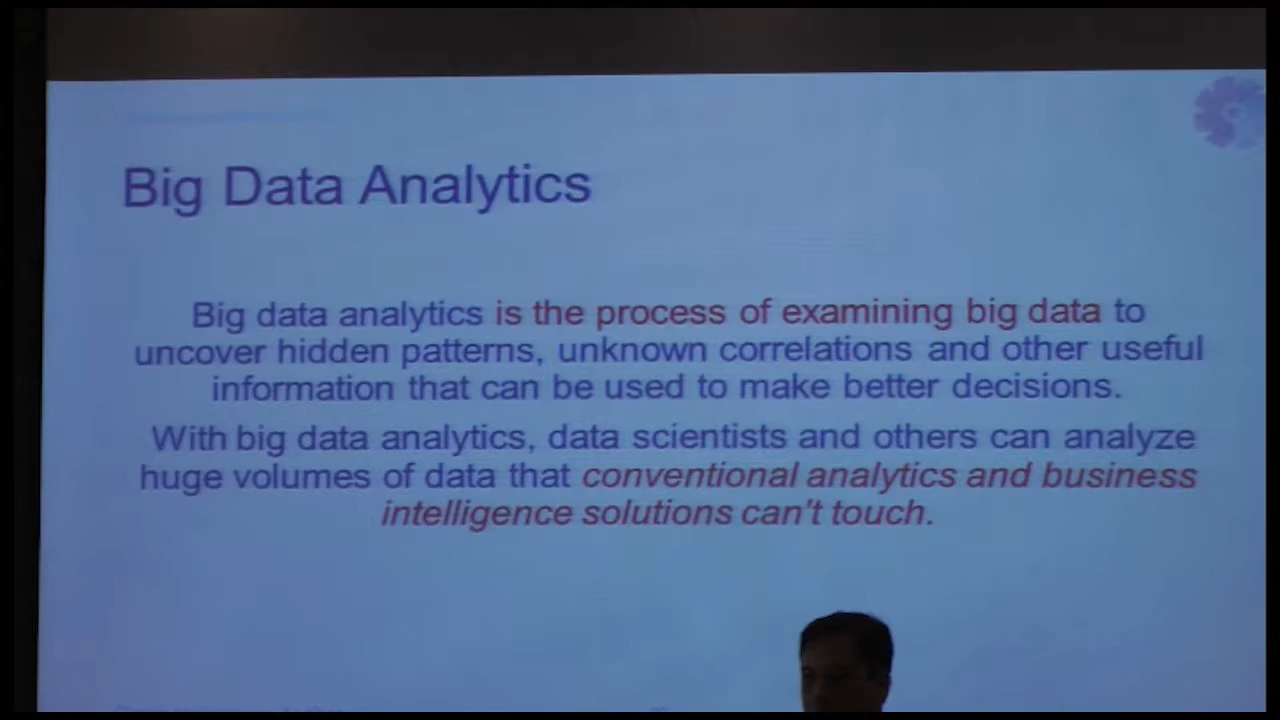 Big Data Analytics
Big data analytics is the process of examining big data to
uncover hidden patterns, unknown correlations and other useful
information that can be used to make better decisions.
With big data analytics, data scientists and others can analyze
huge volumes of data that conventional analytics and business
intelligence solutions can't touch.